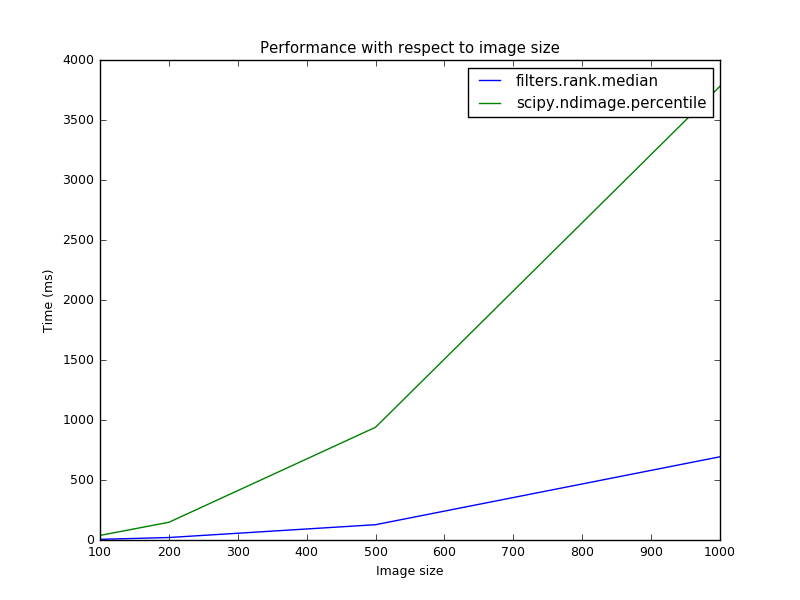 Performance with respect to image size
filters.rank.median
scipy.ndimage.percentile
4000
3500
3000
2500
2000
1500
1000
500
0
Time (ms)
100 200 300 400 500 600 700 800 900 1000
Image size